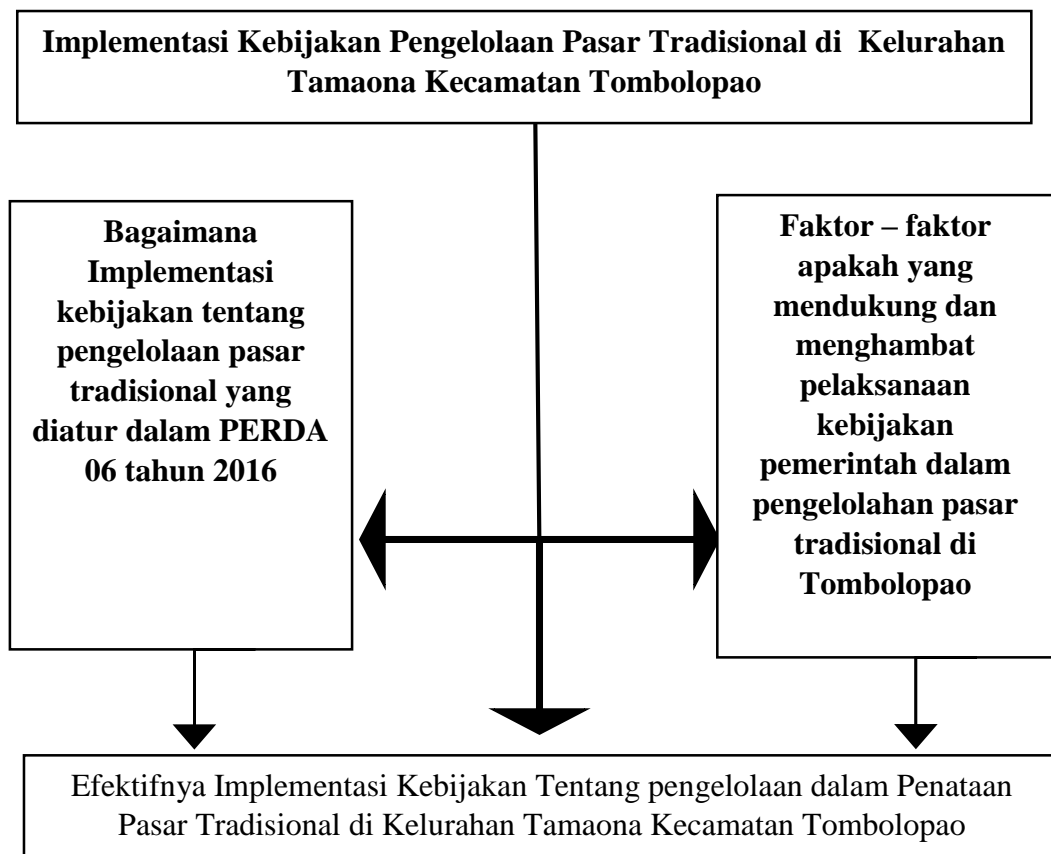 Implementasi Kebijakan Pengelolaan Pasar Tradisional di Kelurahan
Tamaona Kecamatan Tombolopao
Bagaimana
Implementasi
kebijakan tentang
pengelolaan pasar
tradisional yang
diatur dalam PERDA
06 tahun 2016
Faktor – faktor
apakah yang
mendukung dan
menghambat
pelaksanaan
kebijakan
pemerintah dalam
pengelolahan pasar
tradisional di
Tombolopao
Efektifnya Implementasi Kebijakan Tentang pengelolaan dalam Penataan
Pasar Tradisional di Kelurahan Tamaona Kecamatan Tombolopao